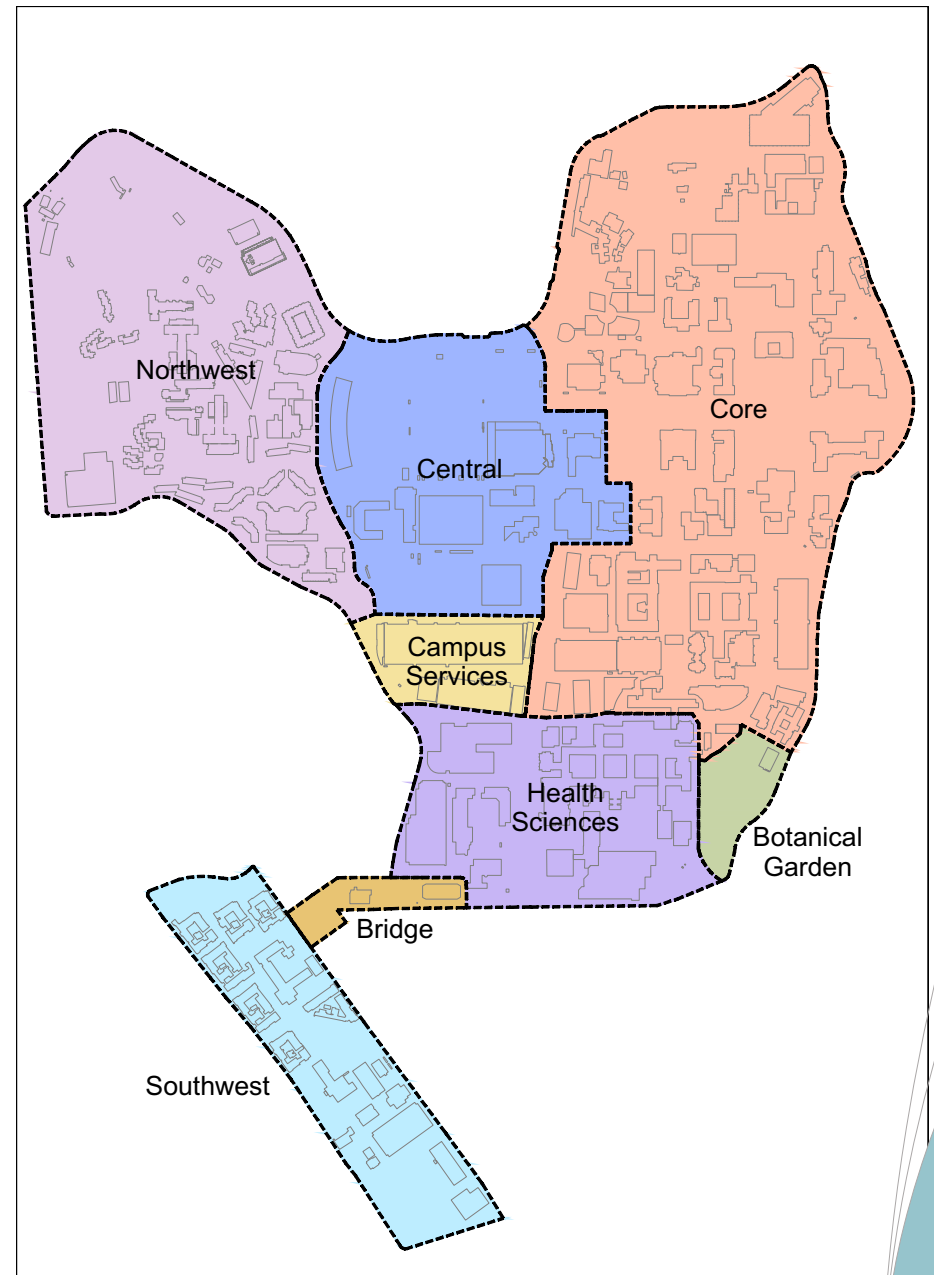 Northwest
Core
Central
Campus
Services
Health
Sciences
Botanical
Garden
Bridge
Southwest